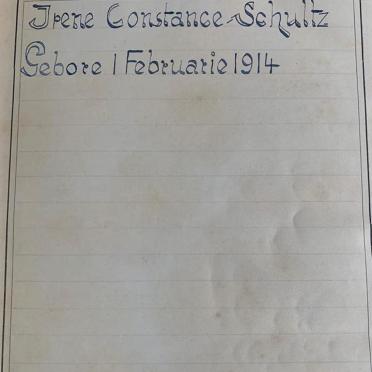 Irene Constance Schultz
Gebore 1 Februarie 1914